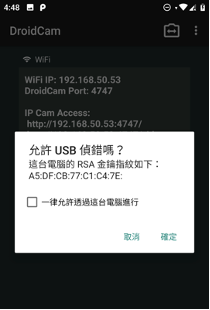 4:48
DroidCam
WiFi
WiFi IP: 192.168.50.53
DroidCam Port: 4747
IP Cam Access:
http://192.168.50.53:4747/
允許 USB 偵錯嗎？
這台電腦的 RSA 金鑰指紋如下：
A5:DF:CB:77:C1:C4:7E:
一律允許透過這台電腦進行
取消 確定